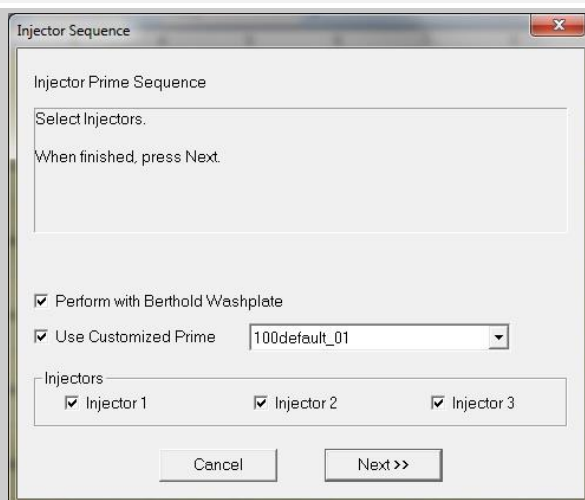 Injector Sequence
Injector Prime Sequence
Select Injectors.
When finished, press Next.
Perform with Berthold Washplate
Use Customized Prime 100default_01
Injectors
Injector 1 Injector 2 Injector 3
Cancel Next >>